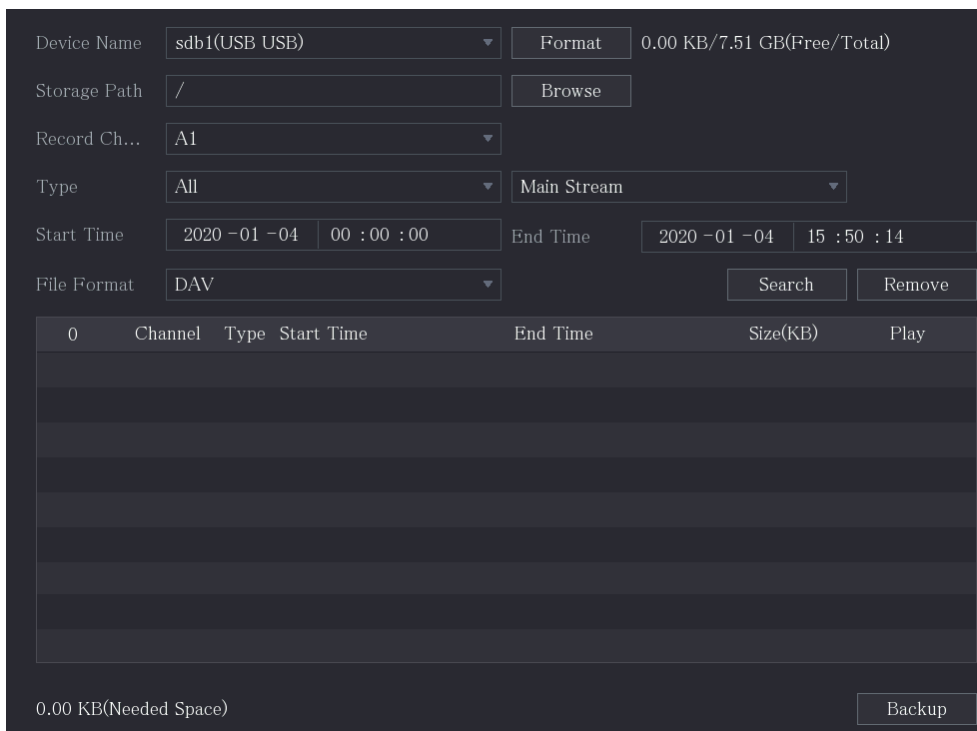 Device Name sdb1(USB USB) Format 0.00 KB/7.51 GB(Free/Total)
Storage Path / Browse
Record Ch... A1
Type All Main Stream
Start Time 2020 -01 -04 00 :00 :00 End Time 2020 -01 -04 15 :50 :14
File Format DAV Search Remove
0 Channel Type Start Time End Time Size(KB) Play
0.00 KB(Needed Space) Backup